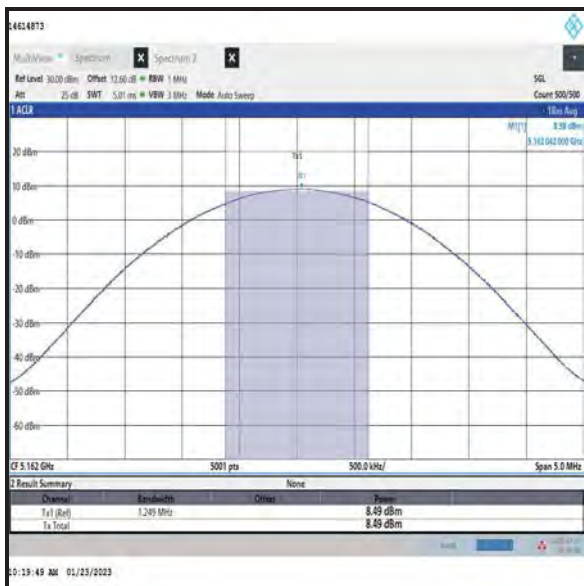 14614873
MultiView Spectrum X Spectrum 2 X
Ref Level 30.00 dBm Offset 12.60 dB RBW 1 MHz SGL
Att 25 dB SWT 5.01 ms VBW 3 MHz Mode Auto Sweep Count 500/500
1 ACLR 1Rm Avg
M1[1] 8.98 dBm
5.162 042 000 GHz
Tx1
M1
20 dBm
10 dBm
0 dBm
-10 dBm
-20 dBm
-30 dBm
-40 dBm
-50 dBm
-60 dBm
CF 5.162 GHz 5001 pts 500.0 kHz/ Span 5.0 MHz
2 Result Summary None
Channel Bandwidth Offset Power
Tx1 (Ref) 1.249 MHz 8.49 dBm
Tx Total 8.49 dBm
10:19:49 AM 01/23/2023